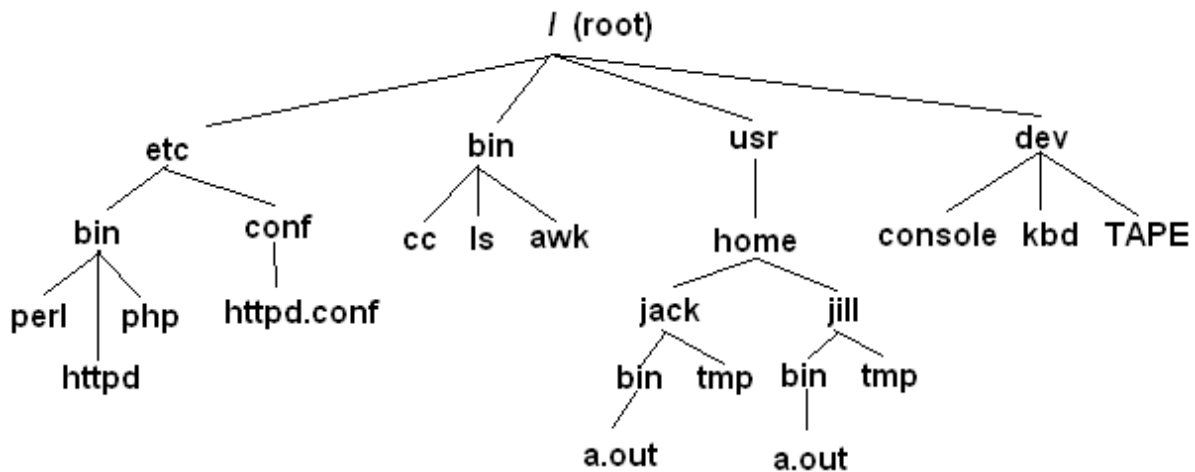 / (root)
etc bin usr dev
bin conf cc ls awk home console kbd TAPE
perl php httpd.conf jack jill
httpd bin tmp bin tmp
a.out a.out